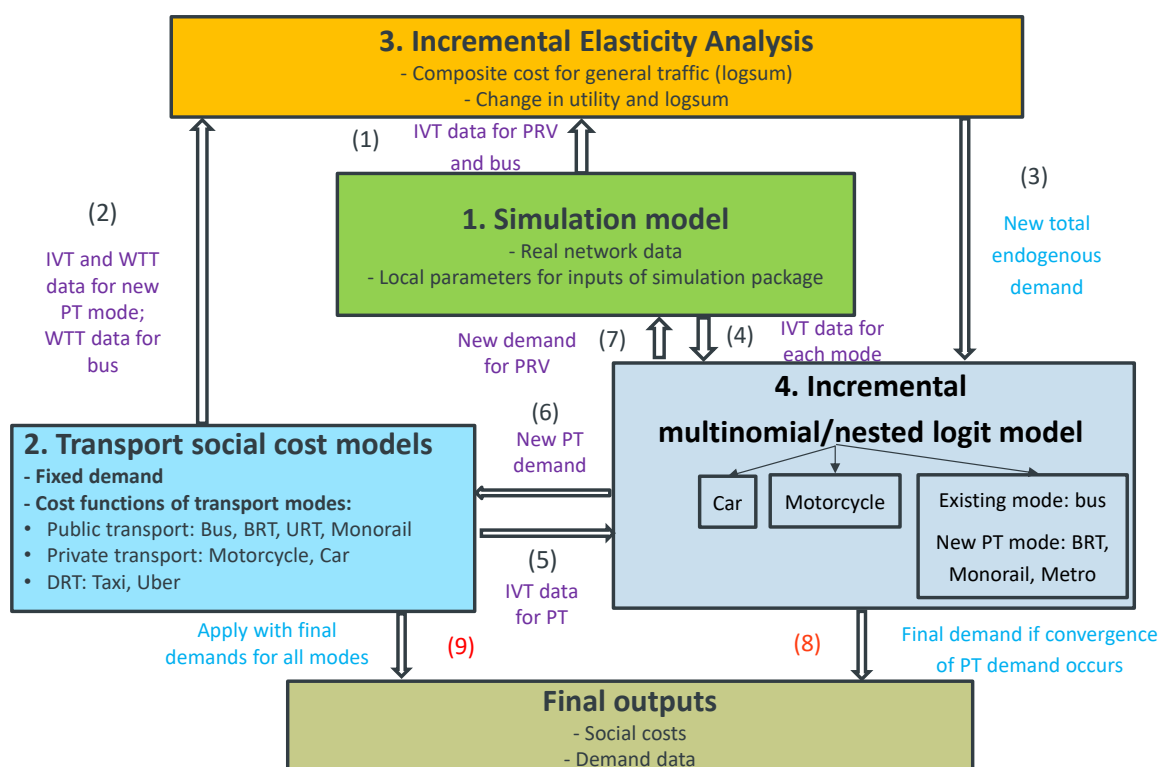 3. Incremental Elasticity Analysis
- Composite cost for general traffic (logsum)
- Change in utility and logsum
(1)
IVT data for PRV
and bus
(2)
IVT and WTT
data for new
PT mode;
WTT data for
bus
(3)
New total
endogenous
demand
1. Simulation model
- Real network data
- Local parameters for inputs of simulation package
New demand
for PRV
(7)
(4)
IVT data for
each mode
2. Transport social cost models
- Fixed demand
- Cost functions of transport modes:
• Public transport: Bus, BRT, URT, Monorail
• Private transport: Motorcycle, Car
• DRT: Taxi, Uber
(6)
New PT
demand
(5)
IVT data
for PT
4. Incremental
multinomial/nested logit model
Car
Motorcycle
Existing mode: bus
New PT mode: BRT,
Monorail, Metro
Apply with final
demands for all modes
(9)
(8)
Final demand if convergence
of PT demand occurs
Final outputs
- Social costs
- Demand data